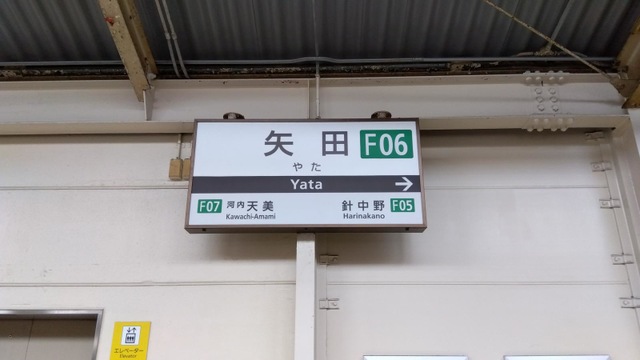 矢田 F06
やた
Yata →
F07 河内天美 針中野 F05
Kawachi-Amami Harinakano
エレベーター
Elevator